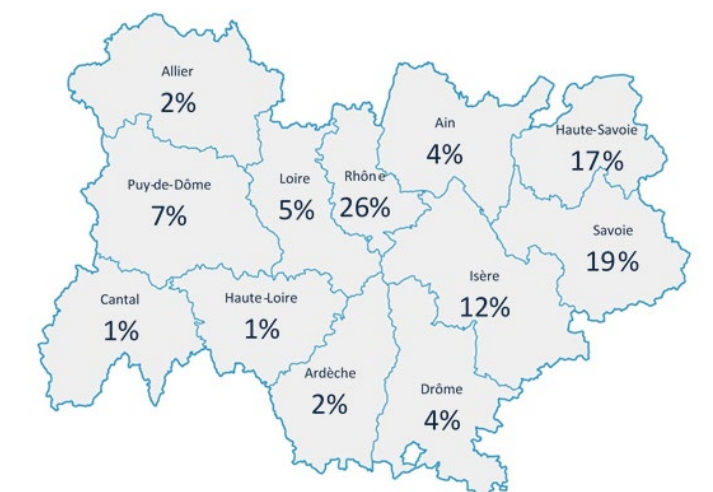 Allier
2%
Ain
4%
Haute-Savoie
17%
Puy-de-Dôme
7%
Loire
5%
Rhône
26%
Savoie
19%
Isère
12%
Cantal
1%
Haute-Loire
1%
Ardèche
2%
Drôme
4%